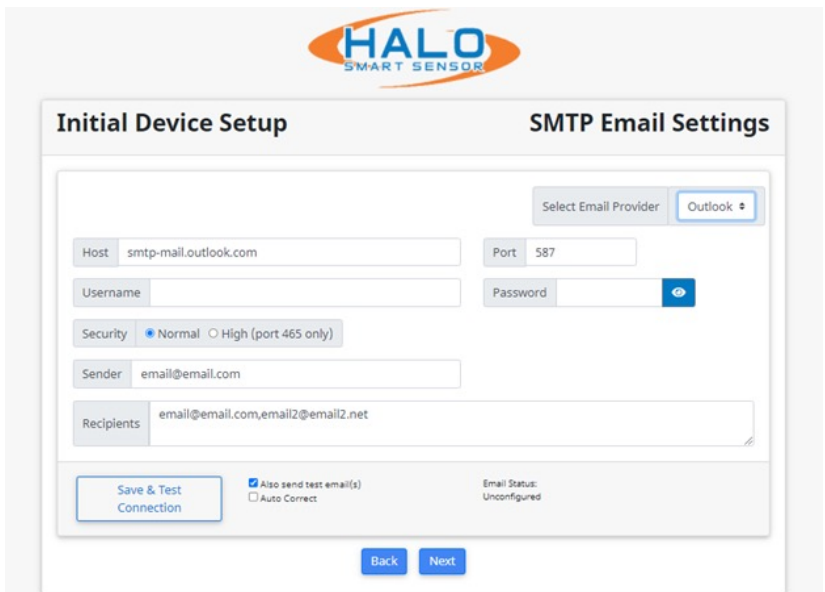 HALO
SMART SENSOR
Initial Device Setup SMTP Email Settings
Select Email Provider Outlook
Host smtp-mail.outlook.com Port 587
Username Password
Security Normal High (port 465 only)
Sender email@email.com
Recipients email@email.com,email2@email2.net
Save & Test
Connection
Also send test email(s)
Auto Correct
Email Status:
Unconfigured
Back Next